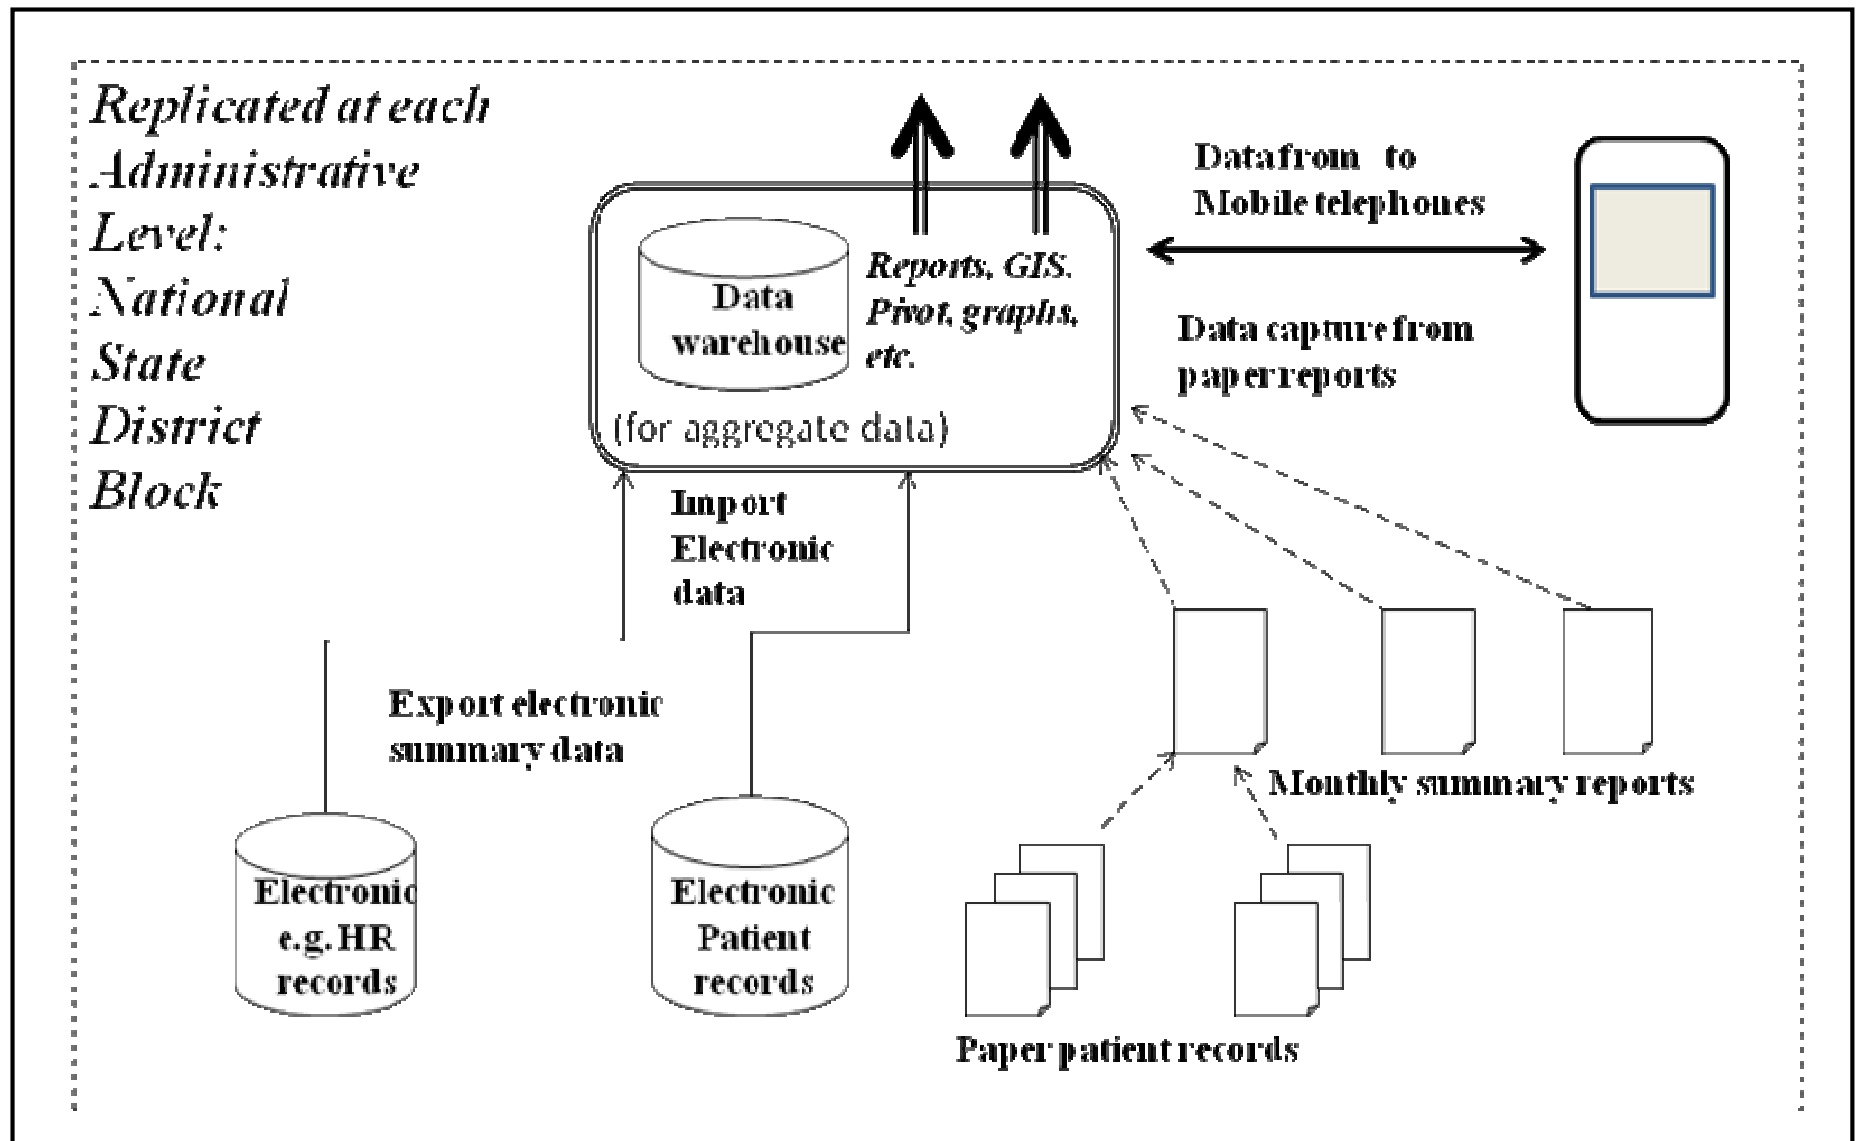 Replicated at each
Administrative
Level:
National
State
District
Block
Data
warehouse
Reports, GIS.
Pivot, graphs,
etc.
(for aggregate data)
Data from to
Mobile telephones
Data capture from
paper reports
Import
Electronic
data
Export electronic
summary data
Monthly summary reports
Electronic
e.g. HR
records
Electronic
Patient
records
Paper patient records